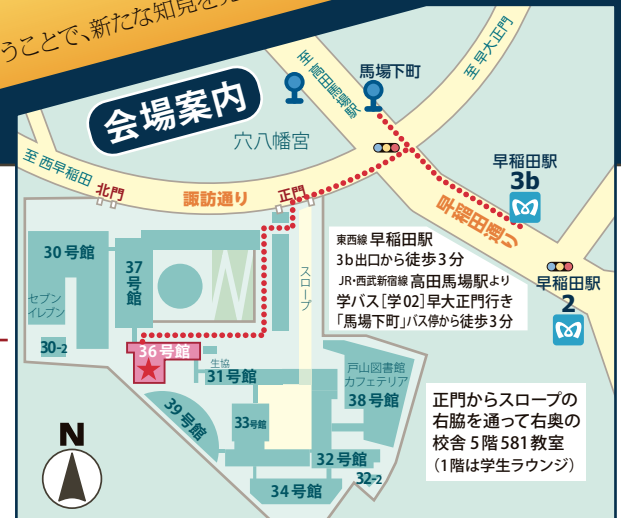 うことで、新たな知見を
会場案内
至 高田馬場駅
馬場下町
至 早大正門
穴八幡宮
至 西早稲田
北門
諏訪通り
正門
早稲田駅
3b
早稲田通り
早稲田駅
2
東西線 早稲田駅
3b出口から徒歩3分
JR・西武新宿線 高田馬場駅より
学バス[学02]早大正門行き
「馬場下町」バス停から徒歩3分
30号館
37号館
セブン
イレブン
30-2
スロープ
36号館
生協
31号館
戸山図書館
カフェテリア
38号館
39号館
33号館
32号館
32-2
34号館
正門からスロープの
右脇を通って右奥の
校舎5階581教室
(1階は学生ラウンジ)
N